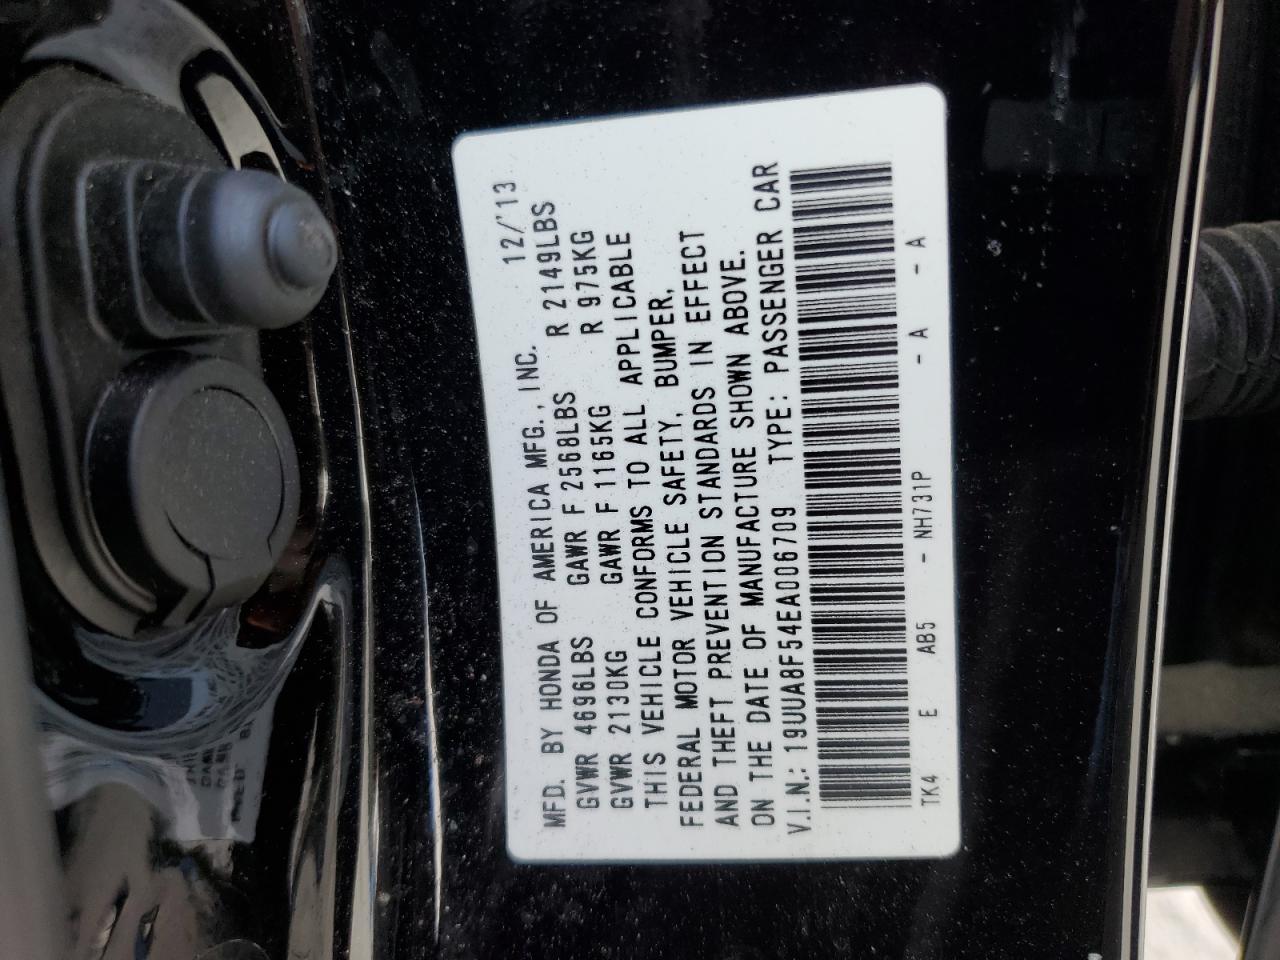 MFD. BY HONDA OF AMERICA MFG., INC. 12/'13
GVWR 4696LBS GAWR F 2568LBS R 2149LBS
GVWR 2130KG GAWR F 1165KG R 975KG
THIS VEHICLE CONFORMS TO ALL APPLICABLE
FEDERAL MOTOR VEHICLE SAFETY, BUMPER,
AND THEFT PREVENTION STANDARDS IN EFFECT
ON THE DATE OF MANUFACTURE SHOWN ABOVE.
V.I.N.: 19UUA8F54EA006709 TYPE: PASSENGER CAR
TK4 E AB5 - NH731P - A - A